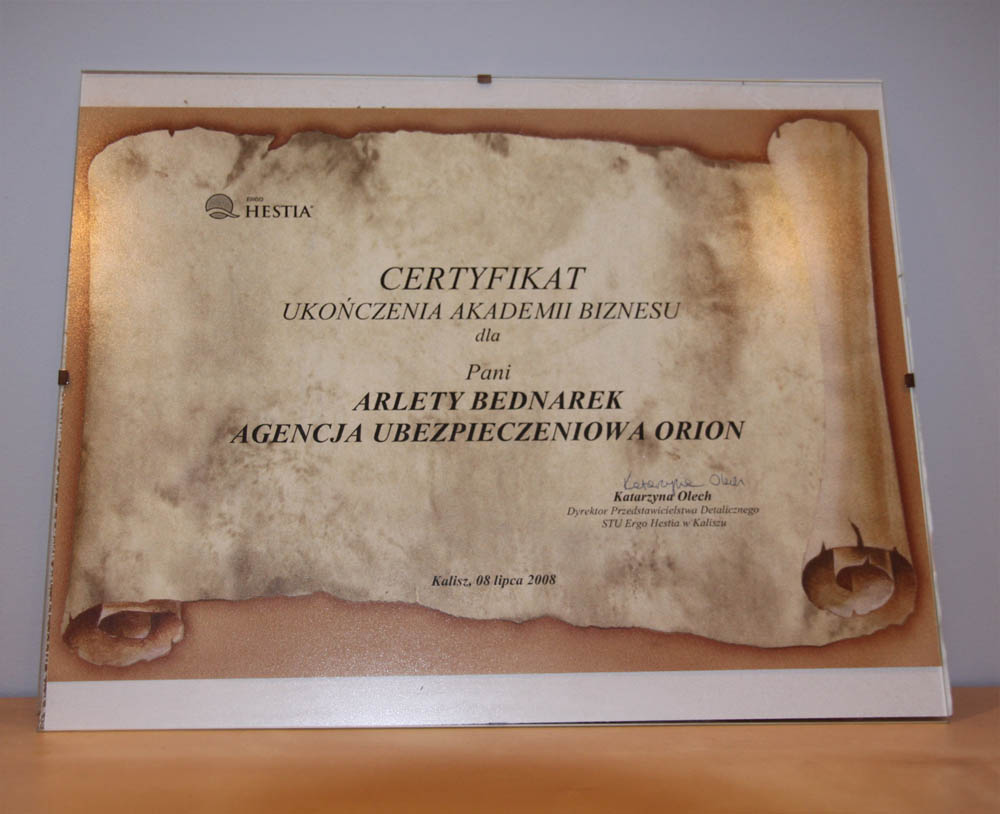 ERGO
HESTIA®
CERTYFIKAT
UKOŃCZENIA AKADEMII BIZNESU
dla
Pani
ARLETY BEDNAREK
AGENCJA UBEZPIECZENIOWA ORION
Katarzyna Olech
Katarzyna Olech
Dyrektor Przedstawicielstwa Detalicznego
STU Ergo Hestia w Kaliszu
Kalisz, 08 lipca 2008